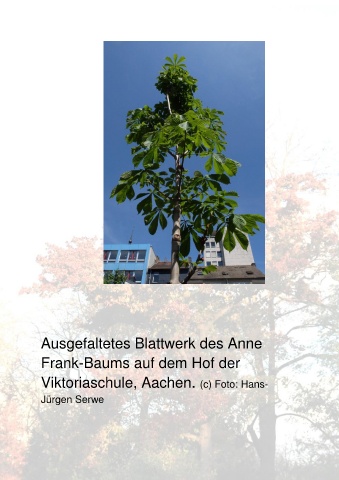 Ausgefaltetes Blattwerk des Anne
Frank-Baums auf dem Hof der
Viktoriaschule, Aachen. (c) Foto: Hans-
Jürgen Serwe